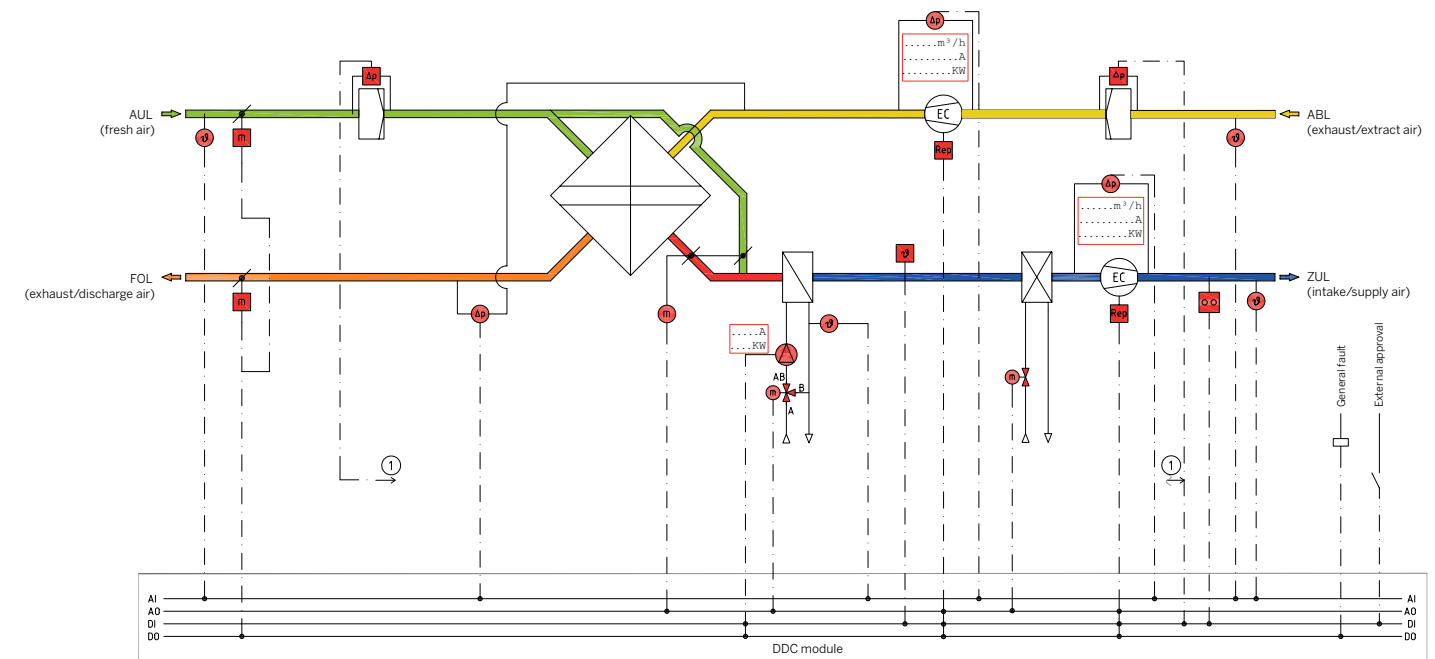 Δp
......m³/h
.........A
........KW
Δp
Δp
AUL
(fresh air)
EC
ABL
(exhaust/extract air)
ϑ
m
Rep
ϑ
Δp
......m³/h
.........A
........KW
ϑ
FOL
(exhaust/discharge air)
EC
ZUL
(intake/supply air)
m
Δp
m
Rep
ϑ
.....A
....KW
ϑ
AB
m
B
A
m
General fault
External approval
1
1
AI
AI
AO
AO
DI
DI
DO
DO
DDC module